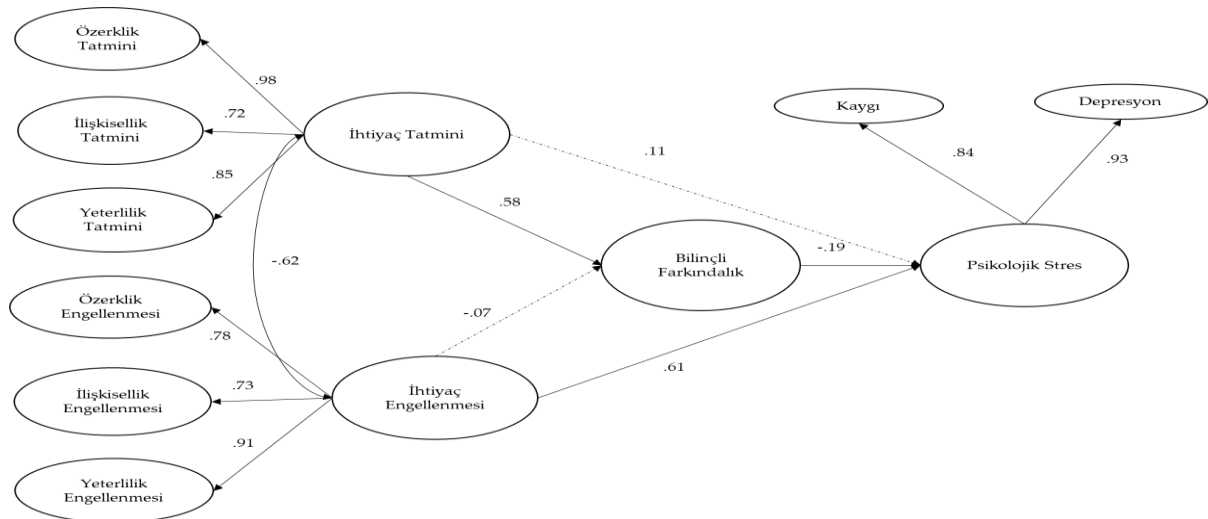 Özerklik
Tatmini
.98
İlişkisellik
Tatmini
.72
Yeterlilik
Tatmini
.85
İhtiyaç Tatmini
-.62
Özerklik
Engellenmesi
.78
İlişkisellik
Engellenmesi
.73
Yeterlilik
Engellenmesi
.91
İhtiyaç
Engellenmesi
.58
-.07
.11
Bilinçli
Farkındalık
-.19
.61
Kaygı
.84
Depresyon
.93
Psikolojik Stres